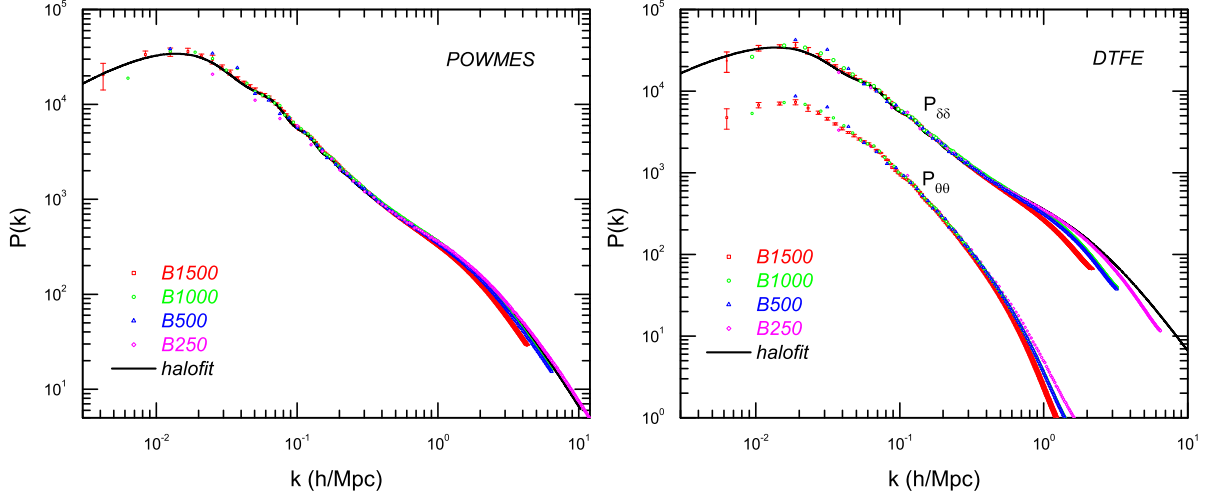 10^5
10^4
10^3
10^2
10^1
P(k)
POWMES
B1500
B1000
B500
B250
halofit
10^-2
10^-1
10^0
10^1
k (h/Mpc)
10^5
10^4
10^3
10^2
10^1
10^0
P(k)
DTFE
P_δδ
P_θθ
B1500
B1000
B500
B250
halofit
10^-2
10^-1
10^0
10^1
k (h/Mpc)